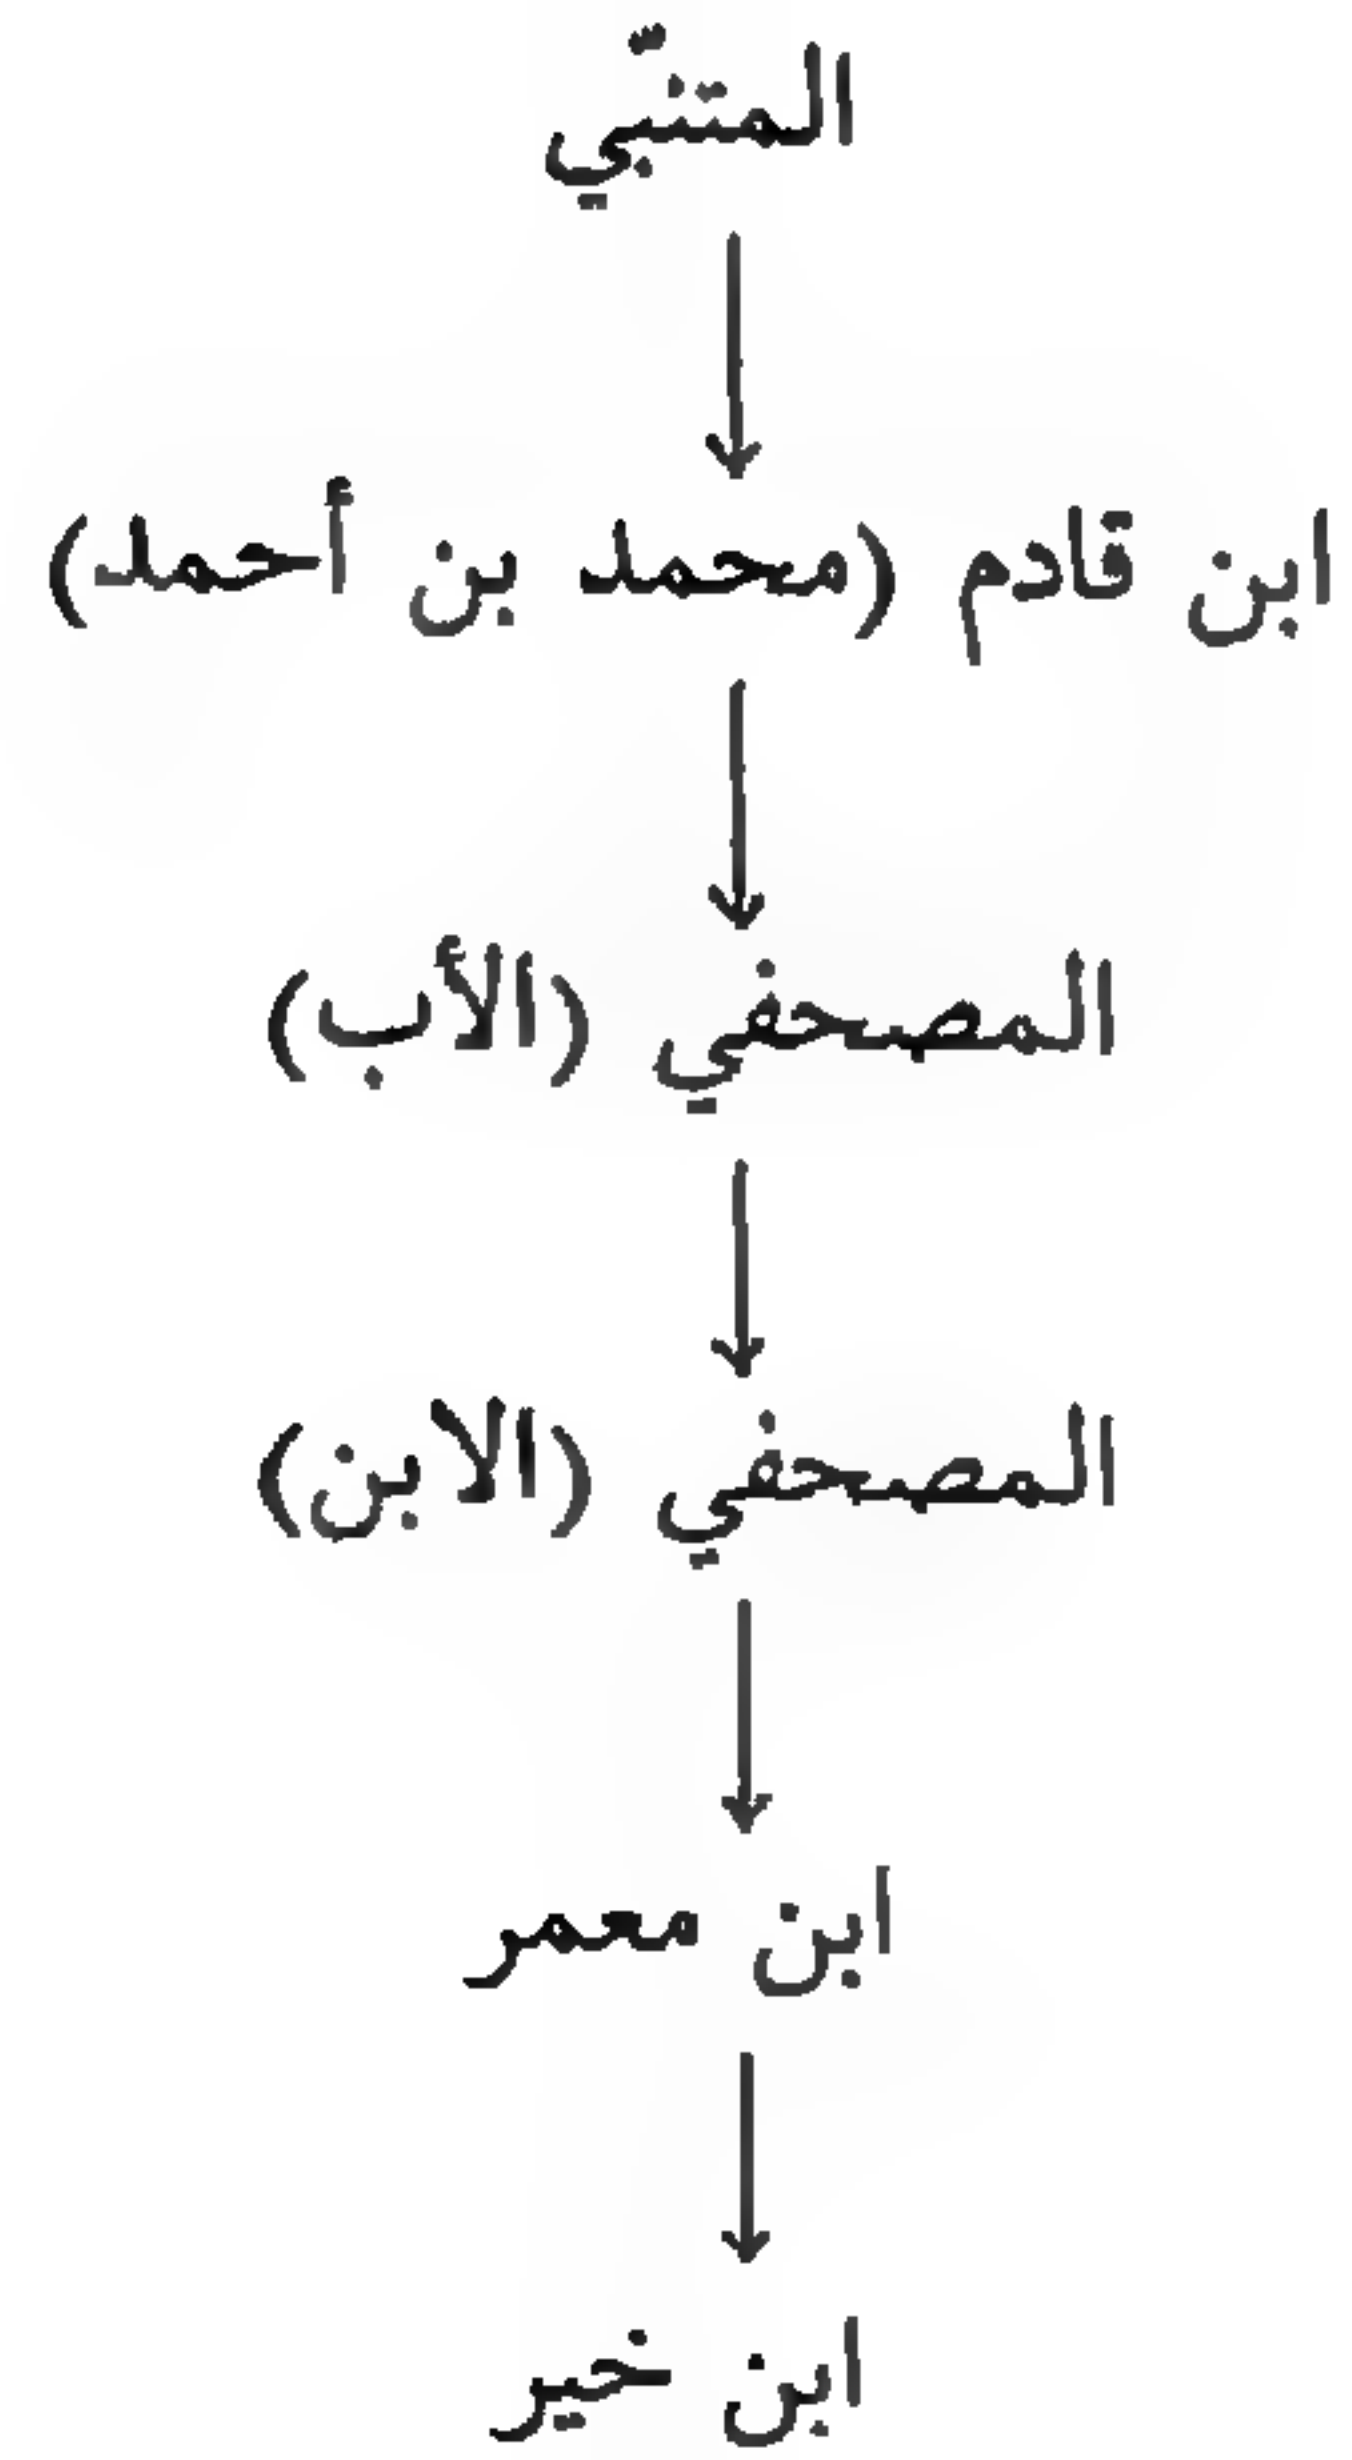 المتنبّي
ابن قادم (محمد بن أحمد)
المصحفي (الأب)
المصحفي (الابن)
ابن معمر
ابن خير